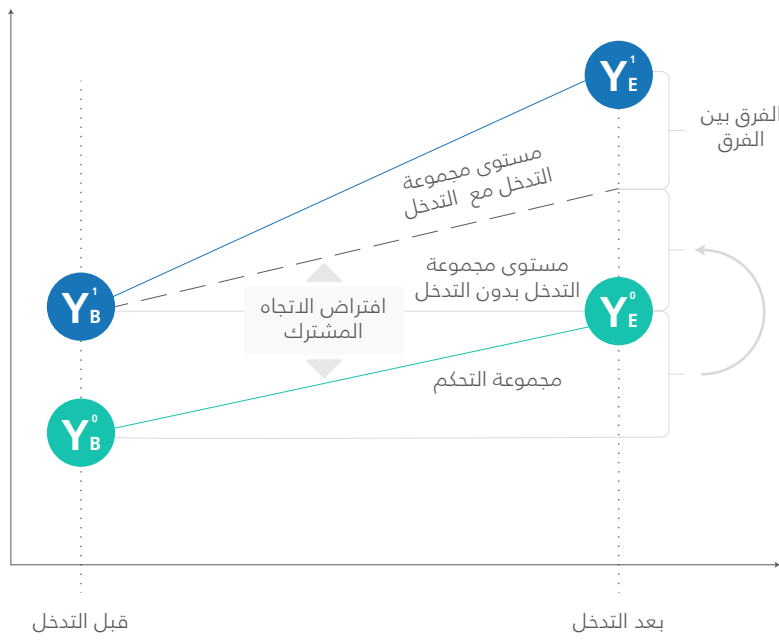 Y¹E
الفرق بين
الفرق
مستوى مجموعة
التدخل مع التدخل
مستوى مجموعة
التدخل بدون التدخل
Y¹B
افتراض الاتجاه
المشترك
Y⁰E
مجموعة التحكم
Y⁰B
قبل التدخل
بعد التدخل